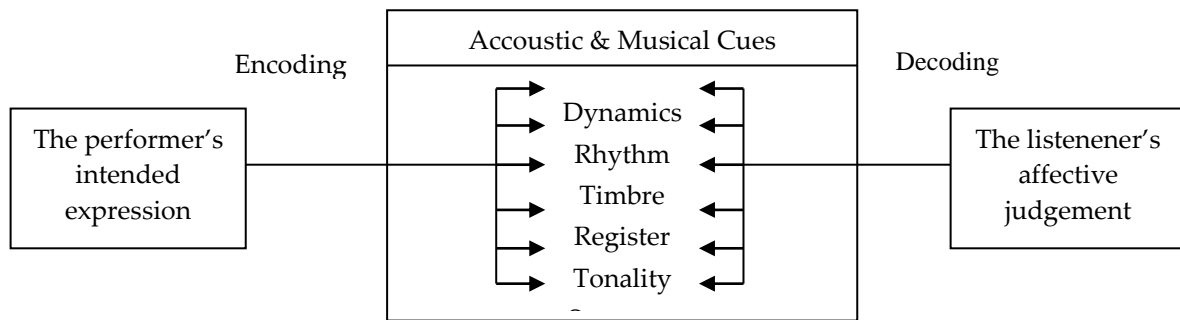 Accoustic & Musical Cues
Encoding
Decoding
The performer's
intended
expression
Dynamics
Rhythm
Timbre
Register
Tonality
The listenener's
affective
judgement